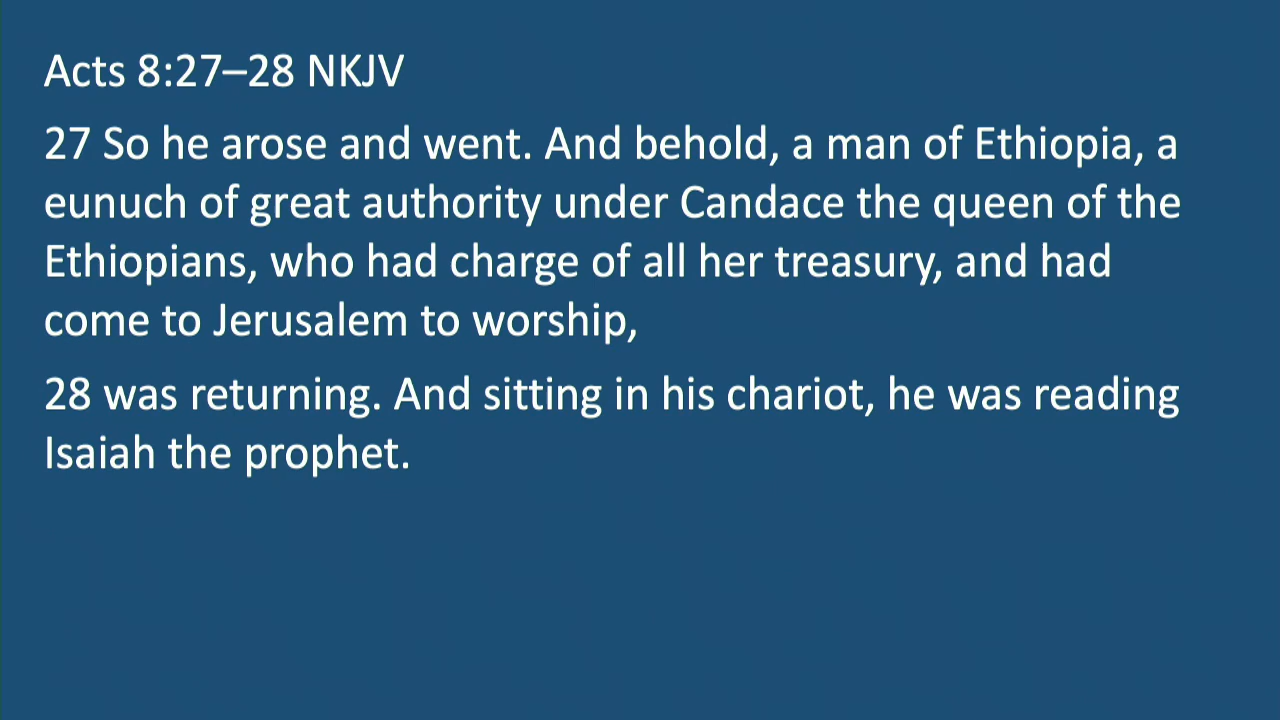 Acts 8:27–28 NKJV
27 So he arose and went. And behold, a man of Ethiopia, a
eunuch of great authority under Candace the queen of the
Ethiopians, who had charge of all her treasury, and had
come to Jerusalem to worship,
28 was returning. And sitting in his chariot, he was reading
Isaiah the prophet.